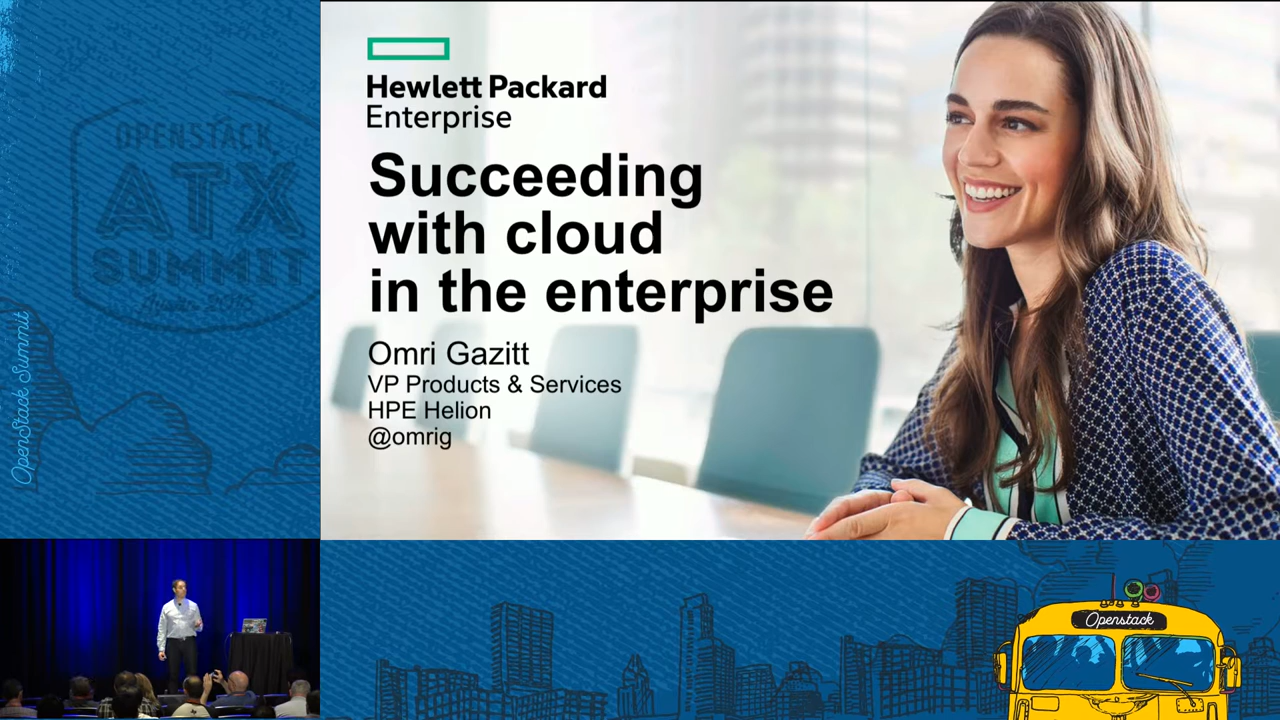 Hewlett Packard
Enterprise
Succeeding
with cloud
in the enterprise
Omri Gazitt
VP Products & Services
HPE Helion
@omrig
OPENSTACK
ATX
SUMMIT
OpenStack Summit
Openstack